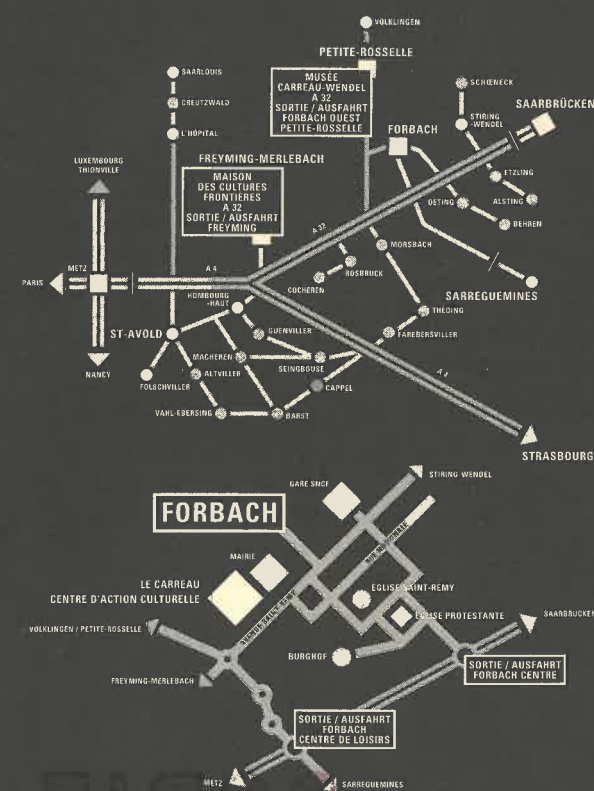 VOLKLINGEN
PETITE-ROSSELLE
MUSÉE
CARREAU-WENDEL
A 32
SORTIE / AUSFAHRT
FORBACH OUEST
PETITE-ROSSELLE
SAARLOUIS
CREUTZWALD
L'HÔPITAL
SCHŒNECK
STIRING
-WENDEL
SAARBRÜCKEN
FORBACH
FREYMING-MERLEBACH
MAISON
DES CULTURES
FRONTIÈRES
A 32
SORTIE / AUSFAHRT
FREYMING
LUXEMBOURG
THIONVILLE
ETZLING
ALSTING
OETING
BEHREN
A 32
MORSBACH
ROSBRUCK
COCHEREN
METZ
PARIS
A 4
HOMBOURG
-HAUT
SARREGUEMINES
THEDING
ST-AVOLD
GUENVILLER
FAREBERSVILLER
MACHEREN
SEINGBOUSE
NANCY
FOLSCHVILLER
ALTVILLER
CAPPEL
A 4
VAHL-EBERSING
BARST
STRASBOURG
STIRING-WENDEL
GARE SNCF
FORBACH
MAIRIE
LE CARREAU
CENTRE D'ACTION CULTURELLE
ÉGLISE SAINT-REMY
ÉGLISE PROTESTANTE
SAARBRÜCKEN
VOLKLINGEN / PETITE-ROSSELLE
BURGHOF
SORTIE / AUSFAHRT
FORBACH CENTRE
FREYMING-MERLEBACH
SORTIE / AUSFAHRT
FORBACH
CENTRE DE LOISIRS
METZ
SARREGUEMINES